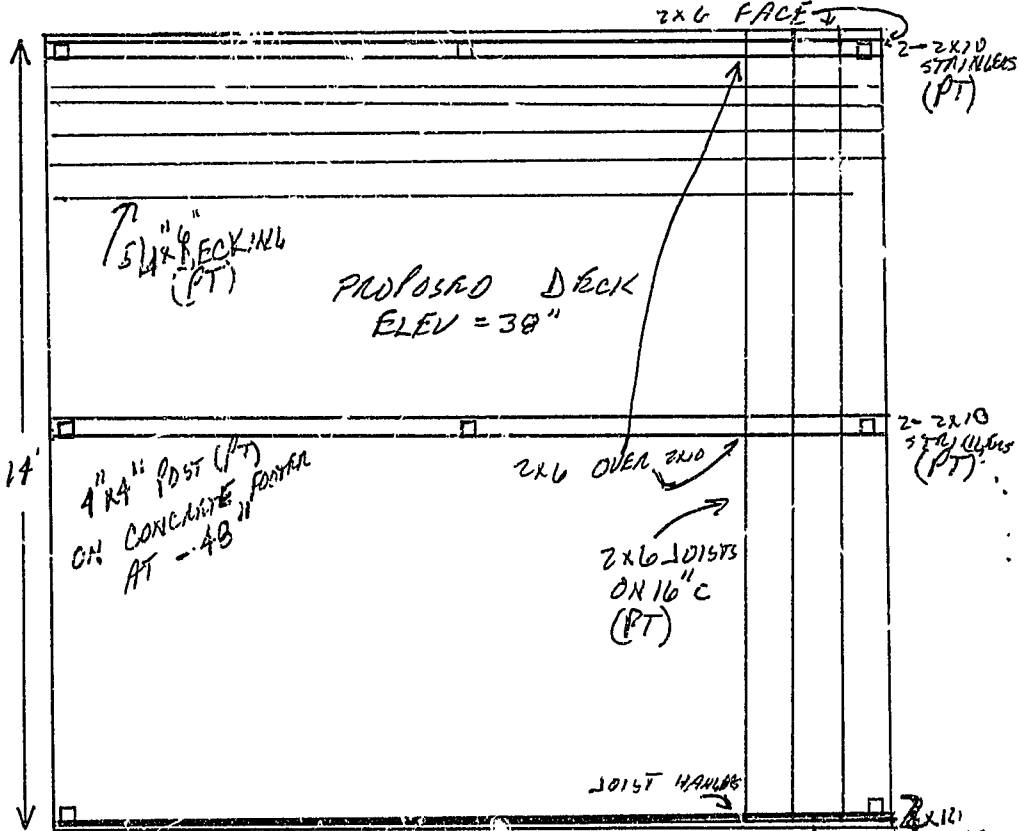 2x6 FACE
2-2x10
STRINGERS
(PT)
5/4"x6" DECKING
(PT)
PROPOSED DECK
ELEV = 38"
14'
2-2x10
STRINGERS
(PT)
2x6 OVER 2x10
4"x4" POST (PT)
ON CONCRETE FOOTER
AT -48"
2x6 JOISTS
ON 16" C
(PT)
JOIST HANGERS
2x12